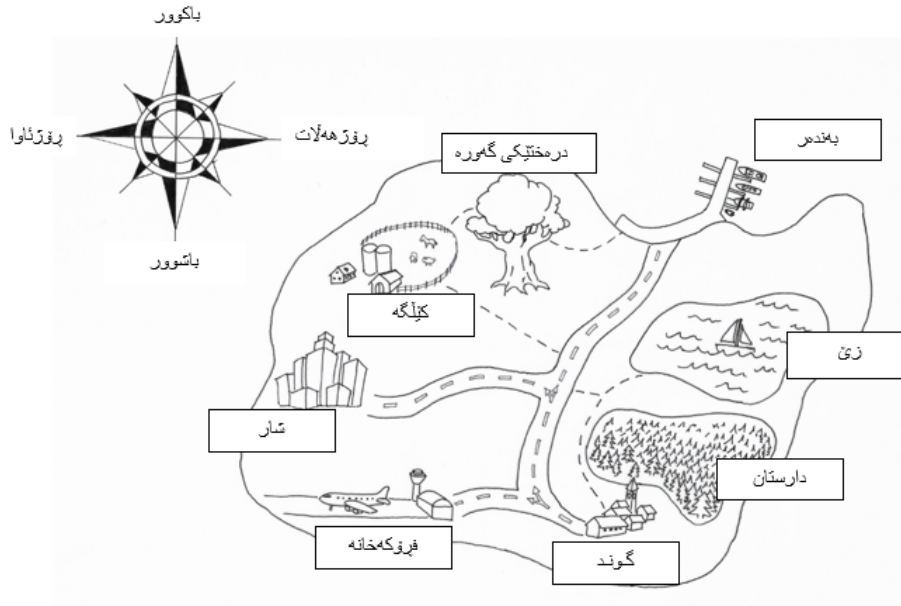 باکوور
ڕۆژئاوا
ڕۆژهەڵات
باشوور
درەختێکی گەورە
بەندەر
کێڵگە
زێ
شار
دارستان
فڕۆکەخانە
گوند